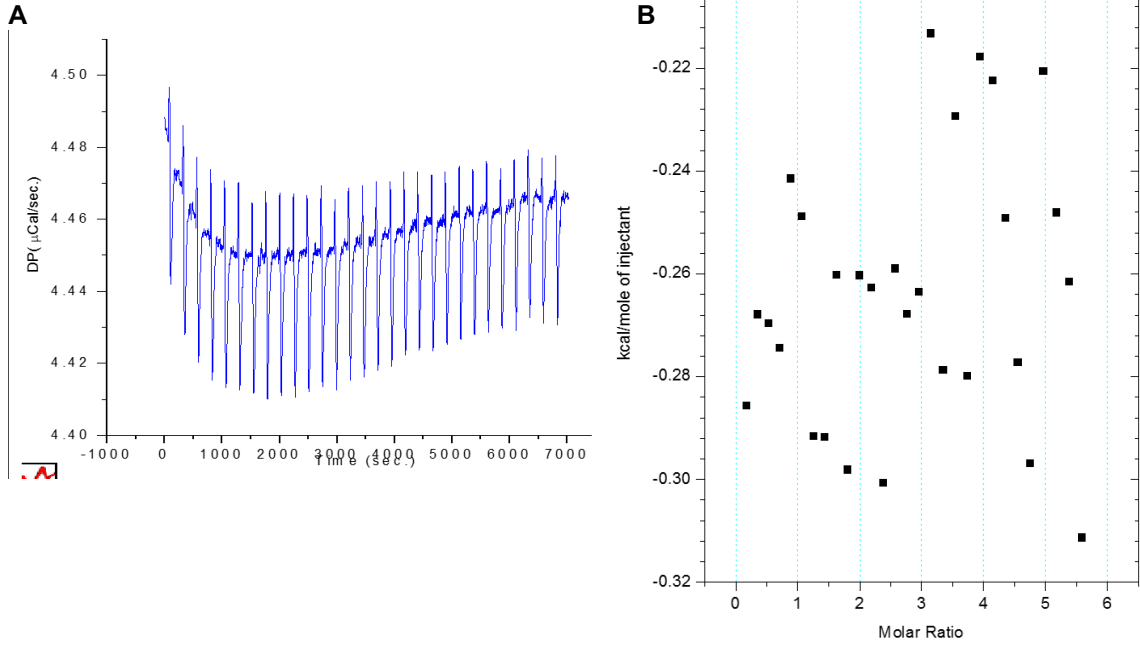 A
DP( μCal/sec.)
4.50
4.48
4.46
4.44
4.42
4.40
-1000 0 1000 2000 3000 4000 5000 6000 7000
Time (sec.)
B
kcal/mole of injectant
-0.22
-0.24
-0.26
-0.28
-0.30
-0.32
0 1 2 3 4 5 6
Molar Ratio